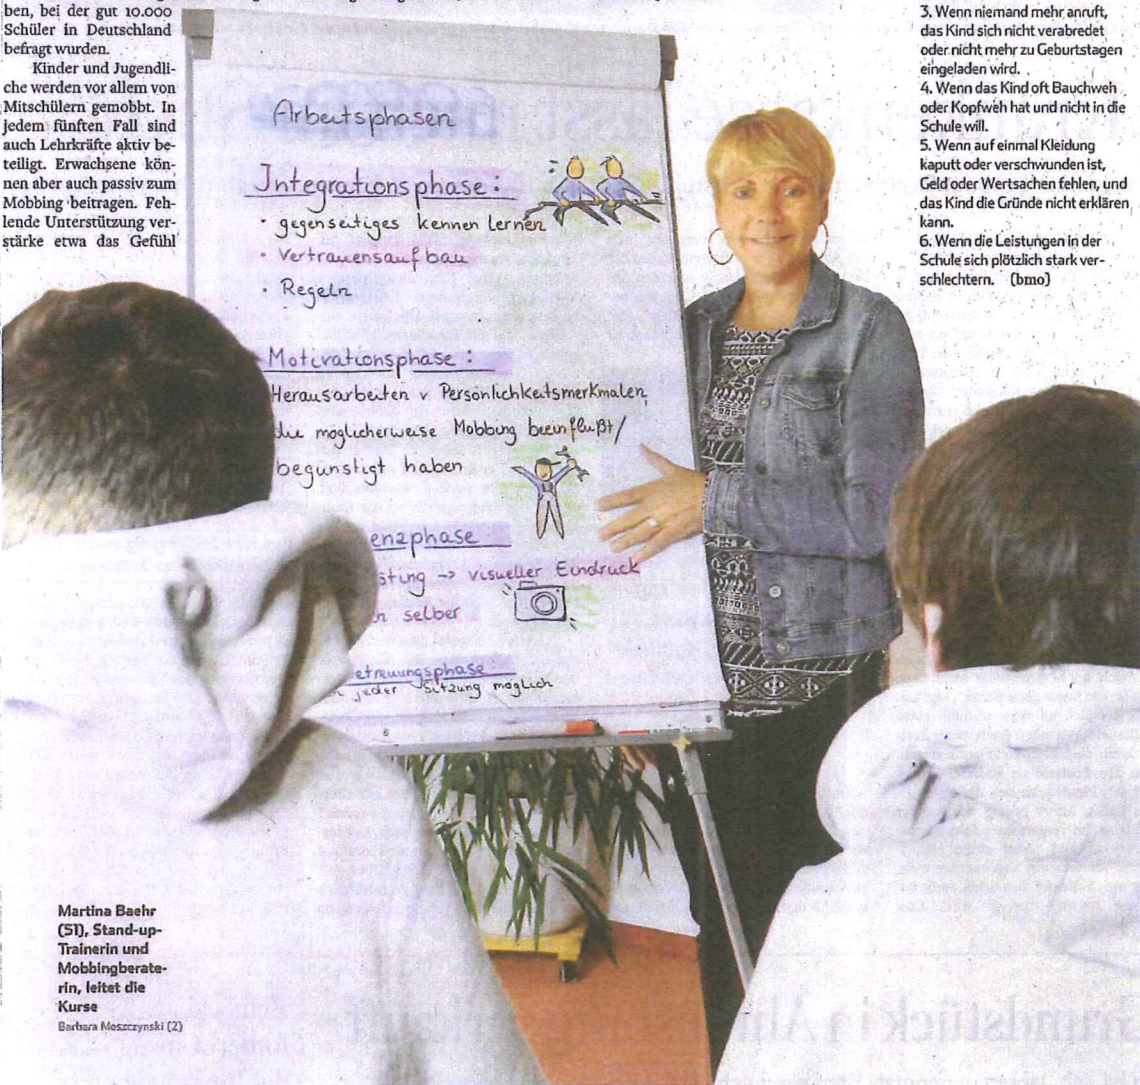 ben, bei der gut 10.000
Schüler in Deutschland
befragt wurden.
Kinder und Jugendli-
che werden vor allem von
Mitschülern gemobbt. In
jedem fünften Fall sind
auch Lehrkräfte aktiv be-
teiligt. Erwachsene kön-
nen aber auch passiv zum
Mobbing beitragen. Feh-
lende Unterstützung ver-
stärke etwa das Gefühl
Arbeitsphasen
Integrationsphase:
· gegenseitiges kennen lernen
· Vertrauensaufbau
· Regeln
Motivationsphase:
Herausarbeiten v Persönlichkeitsmerkmalen,
die möglicherweise Mobbing beeinflußt/
begünstigt haben
enzphase
sting -> visueller Eindruck
n selber
etreuungsphase:
n jeder Sitzung möglich
3. Wenn niemand mehr anruft,
das Kind sich nicht verabredet
oder nicht mehr zu Geburtstagen
eingeladen wird.
4. Wenn das Kind oft Bauchweh
oder Kopfweh hat und nicht in die
Schule will.
5. Wenn auf einmal Kleidung
kaputt oder verschwunden ist,
Geld oder Wertsachen fehlen, und
das Kind die Gründe nicht erklären
kann.
6. Wenn die Leistungen in der
Schule sich plötzlich stark ver-
schlechtern. (bmo)
Martina Baehr
(51), Stand-up-
Trainerin und
Mobbingberate-
rin, leitet die
Kurse
Barbara Moszczynski (2)